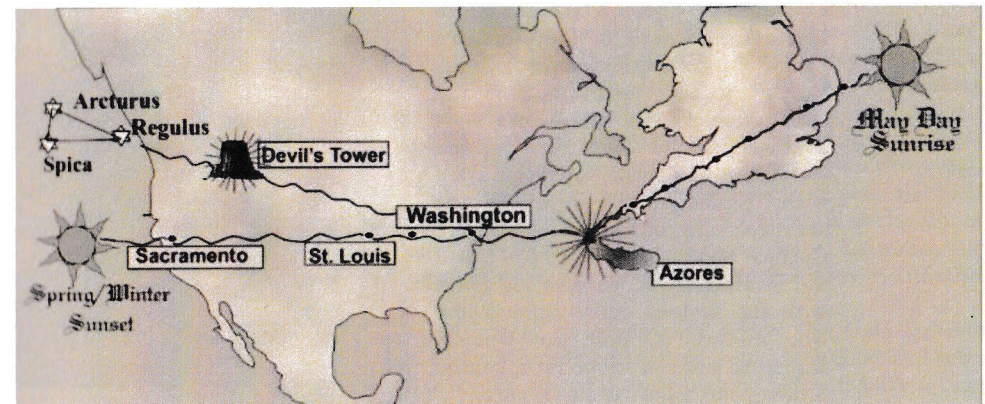 Arcturus
Regulus
Spica
Devil's Tower
May Day
Sunrise
Washington
Sacramento
St. Louis
Azores
Spring/Winter
Sunset